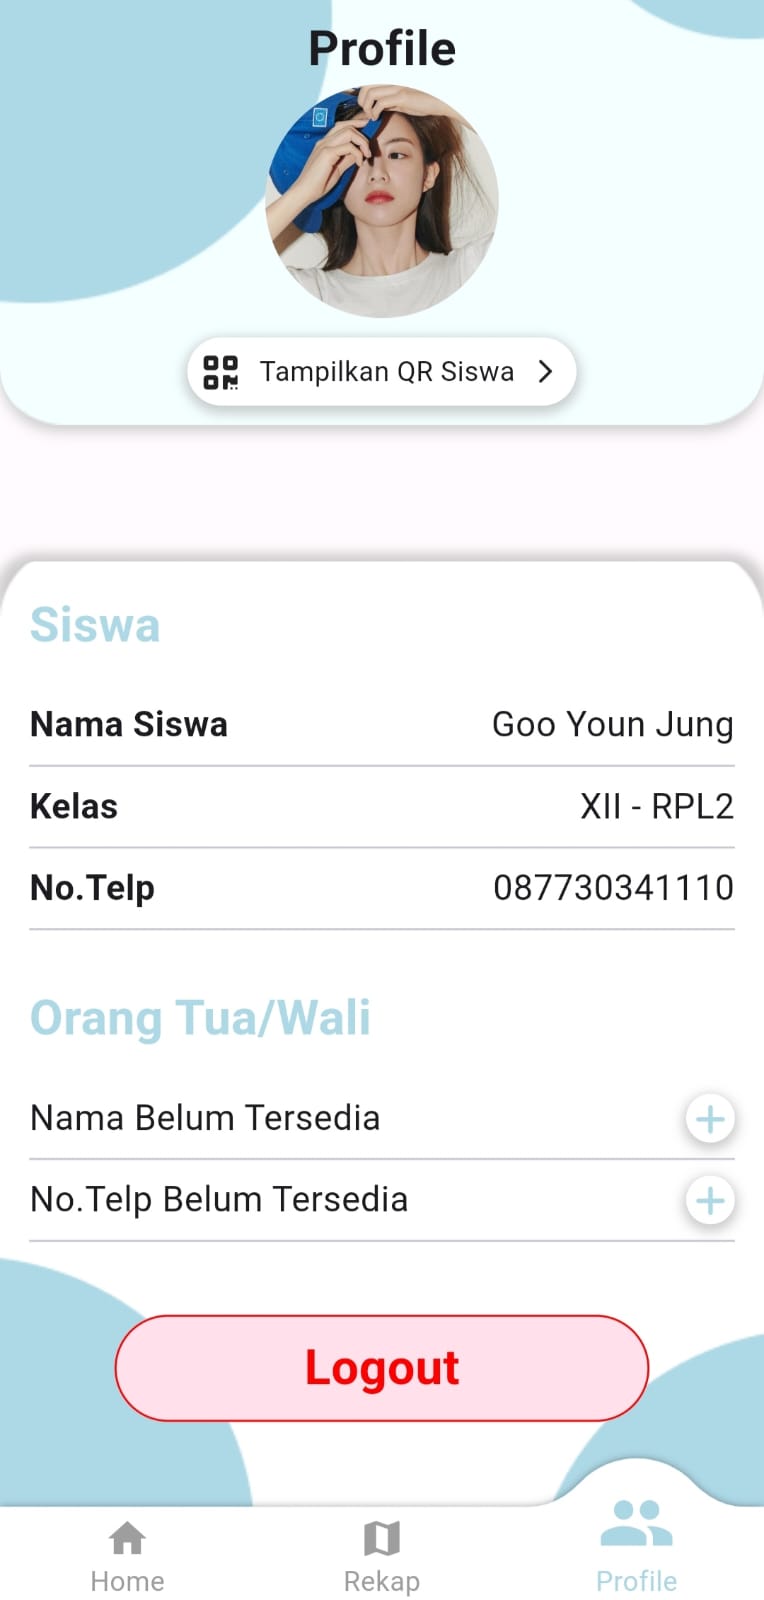 Profile
Tampilkan QR Siswa
Siswa
Nama Siswa Goo Youn Jung
Kelas XII - RPL2
No.Telp 087730341110
Orang Tua/Wali
Nama Belum Tersedia
No.Telp Belum Tersedia
Logout
Home Rekap Profile